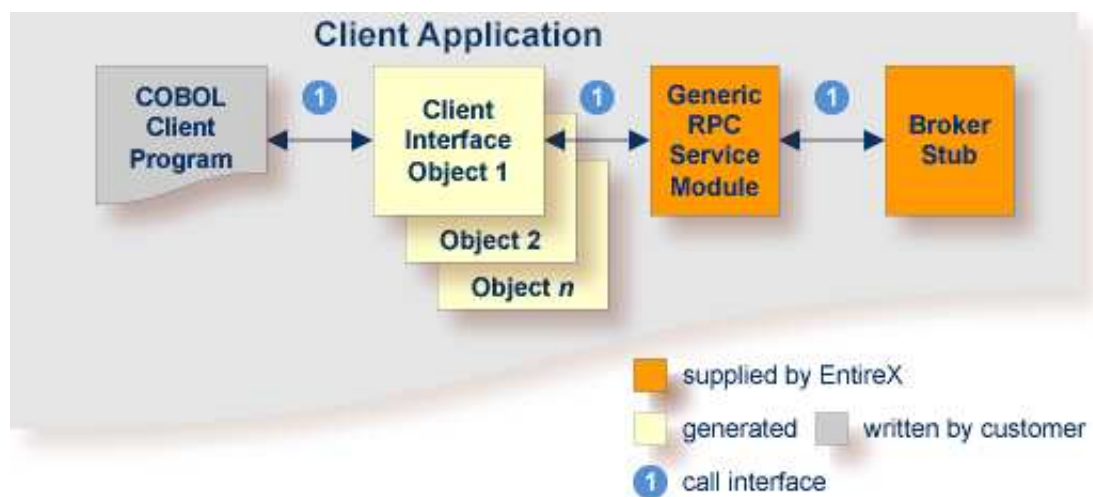 Client Application
COBOL
Client
Program
1
Client
Interface
Object 1
Object 2
Object n
1
Generic
RPC
Service
Module
1
Broker
Stub
supplied by EntireX
generated
written by customer
1 call interface